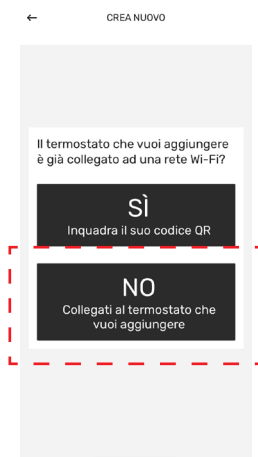 CREA NUOVO
Il termostato che vuoi aggiungere
è già collegato ad una rete Wi-Fi?
SÌ
Inquadra il suo codice QR
NO
Collegati al termostato che
vuoi aggiungere